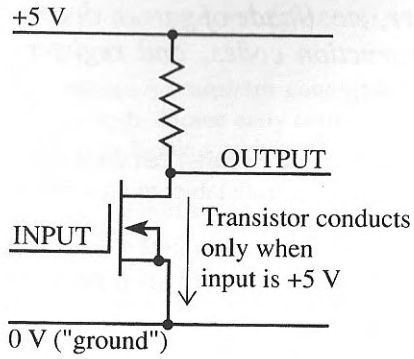 +5 V
OUTPUT
Transistor conducts
only when
input is +5 V
INPUT
0 V ("ground")